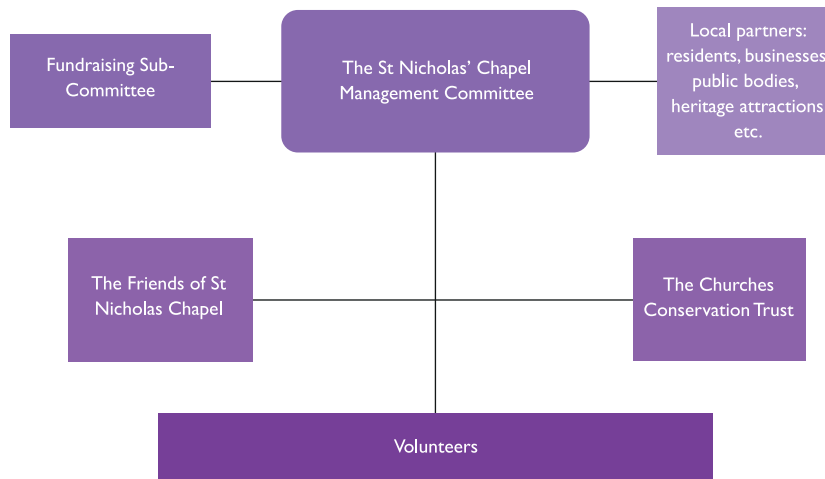 Fundraising Sub-
Committee
The St Nicholas’ Chapel
Management Committee
Local partners:
residents, businesses
public bodies,
heritage attractions
etc.
The Friends of St
Nicholas Chapel
The Churches
Conservation Trust
Volunteers